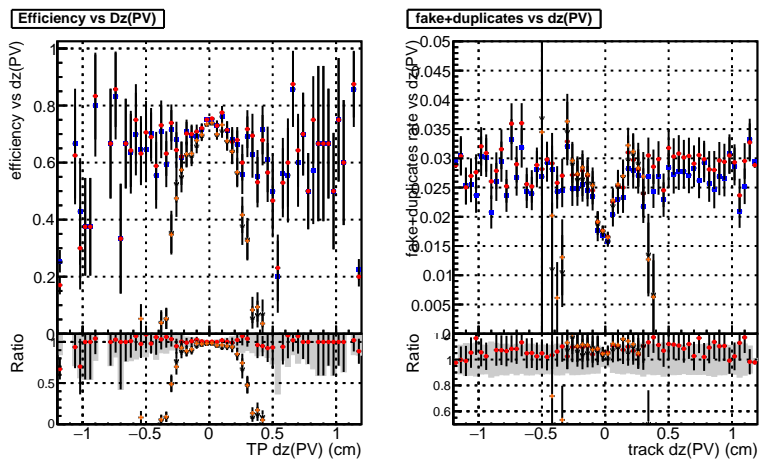 Efficiency vs Dz(PV)
efficiency vs dz(PV)
1
0.8
0.6
0.4
0.2
0
Ratio
1
0.5
0
−1 −0.5 0 0.5 1
TP dz(PV) (cm)
fake+duplicates vs dz(PV)
fake+duplicates rate vs dz(PV)
0.05
0.045
0.04
0.035
0.03
0.025
0.02
0.015
0.01
0.005
0
Ratio
1.2
1
0.8
0.6
−1 −0.5 0 0.5 1
track dz(PV) (cm)